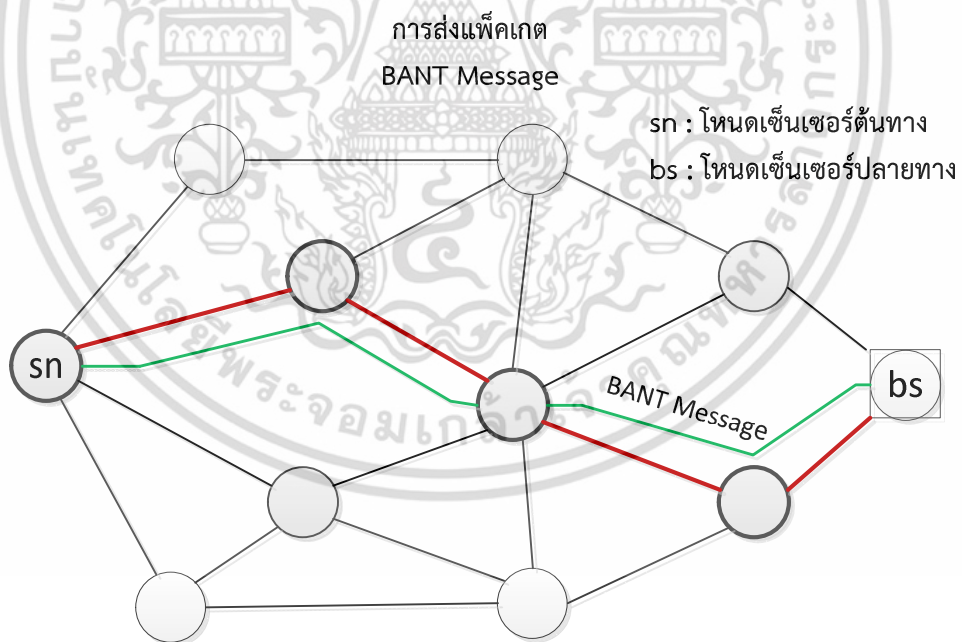 การส่งแพ็คเกต
BANT Message
sn : โหนดเซ็นเซอร์ต้นทาง
bs : โหนดเซ็นเซอร์ปลายทาง
sn
bs
BANT Message